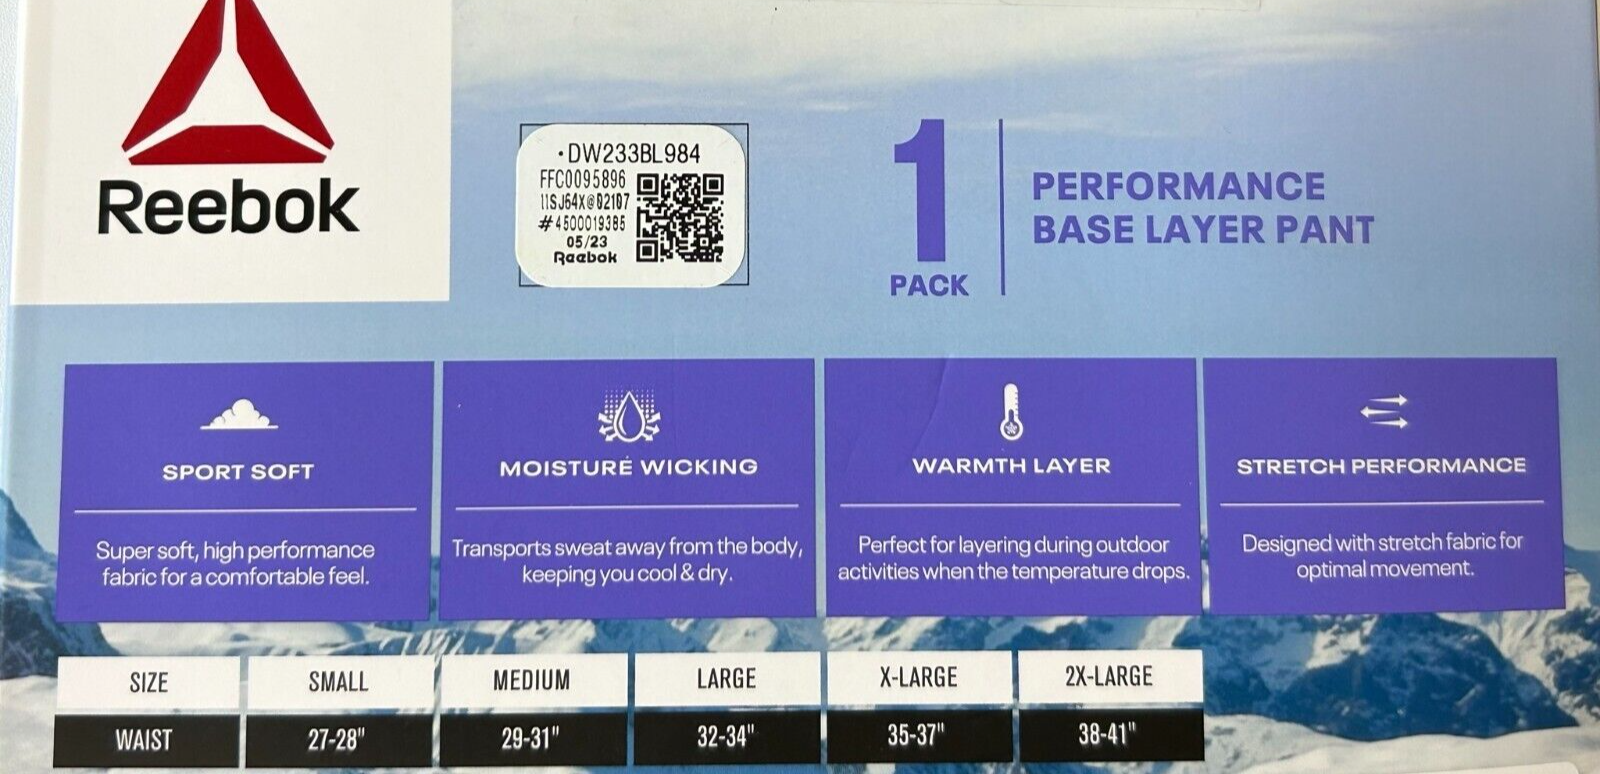 Reebok
·DW233BL984
FFC0095896
11SJ64X@02107
#4500019385
05/23
Reebok
1
PACK
PERFORMANCE
BASE LAYER PANT
SPORT SOFT
Super soft, high performance
fabric for a comfortable feel.
MOISTURE WICKING
Transports sweat away from the body,
keeping you cool & dry.
WARMTH LAYER
Perfect for layering during outdoor
activities when the temperature drops.
STRETCH PERFORMANCE
Designed with stretch fabric for
optimal movement.
SIZE SMALL MEDIUM LARGE X-LARGE 2X-LARGE
WAIST 27-28" 29-31" 32-34" 35-37" 38-41"